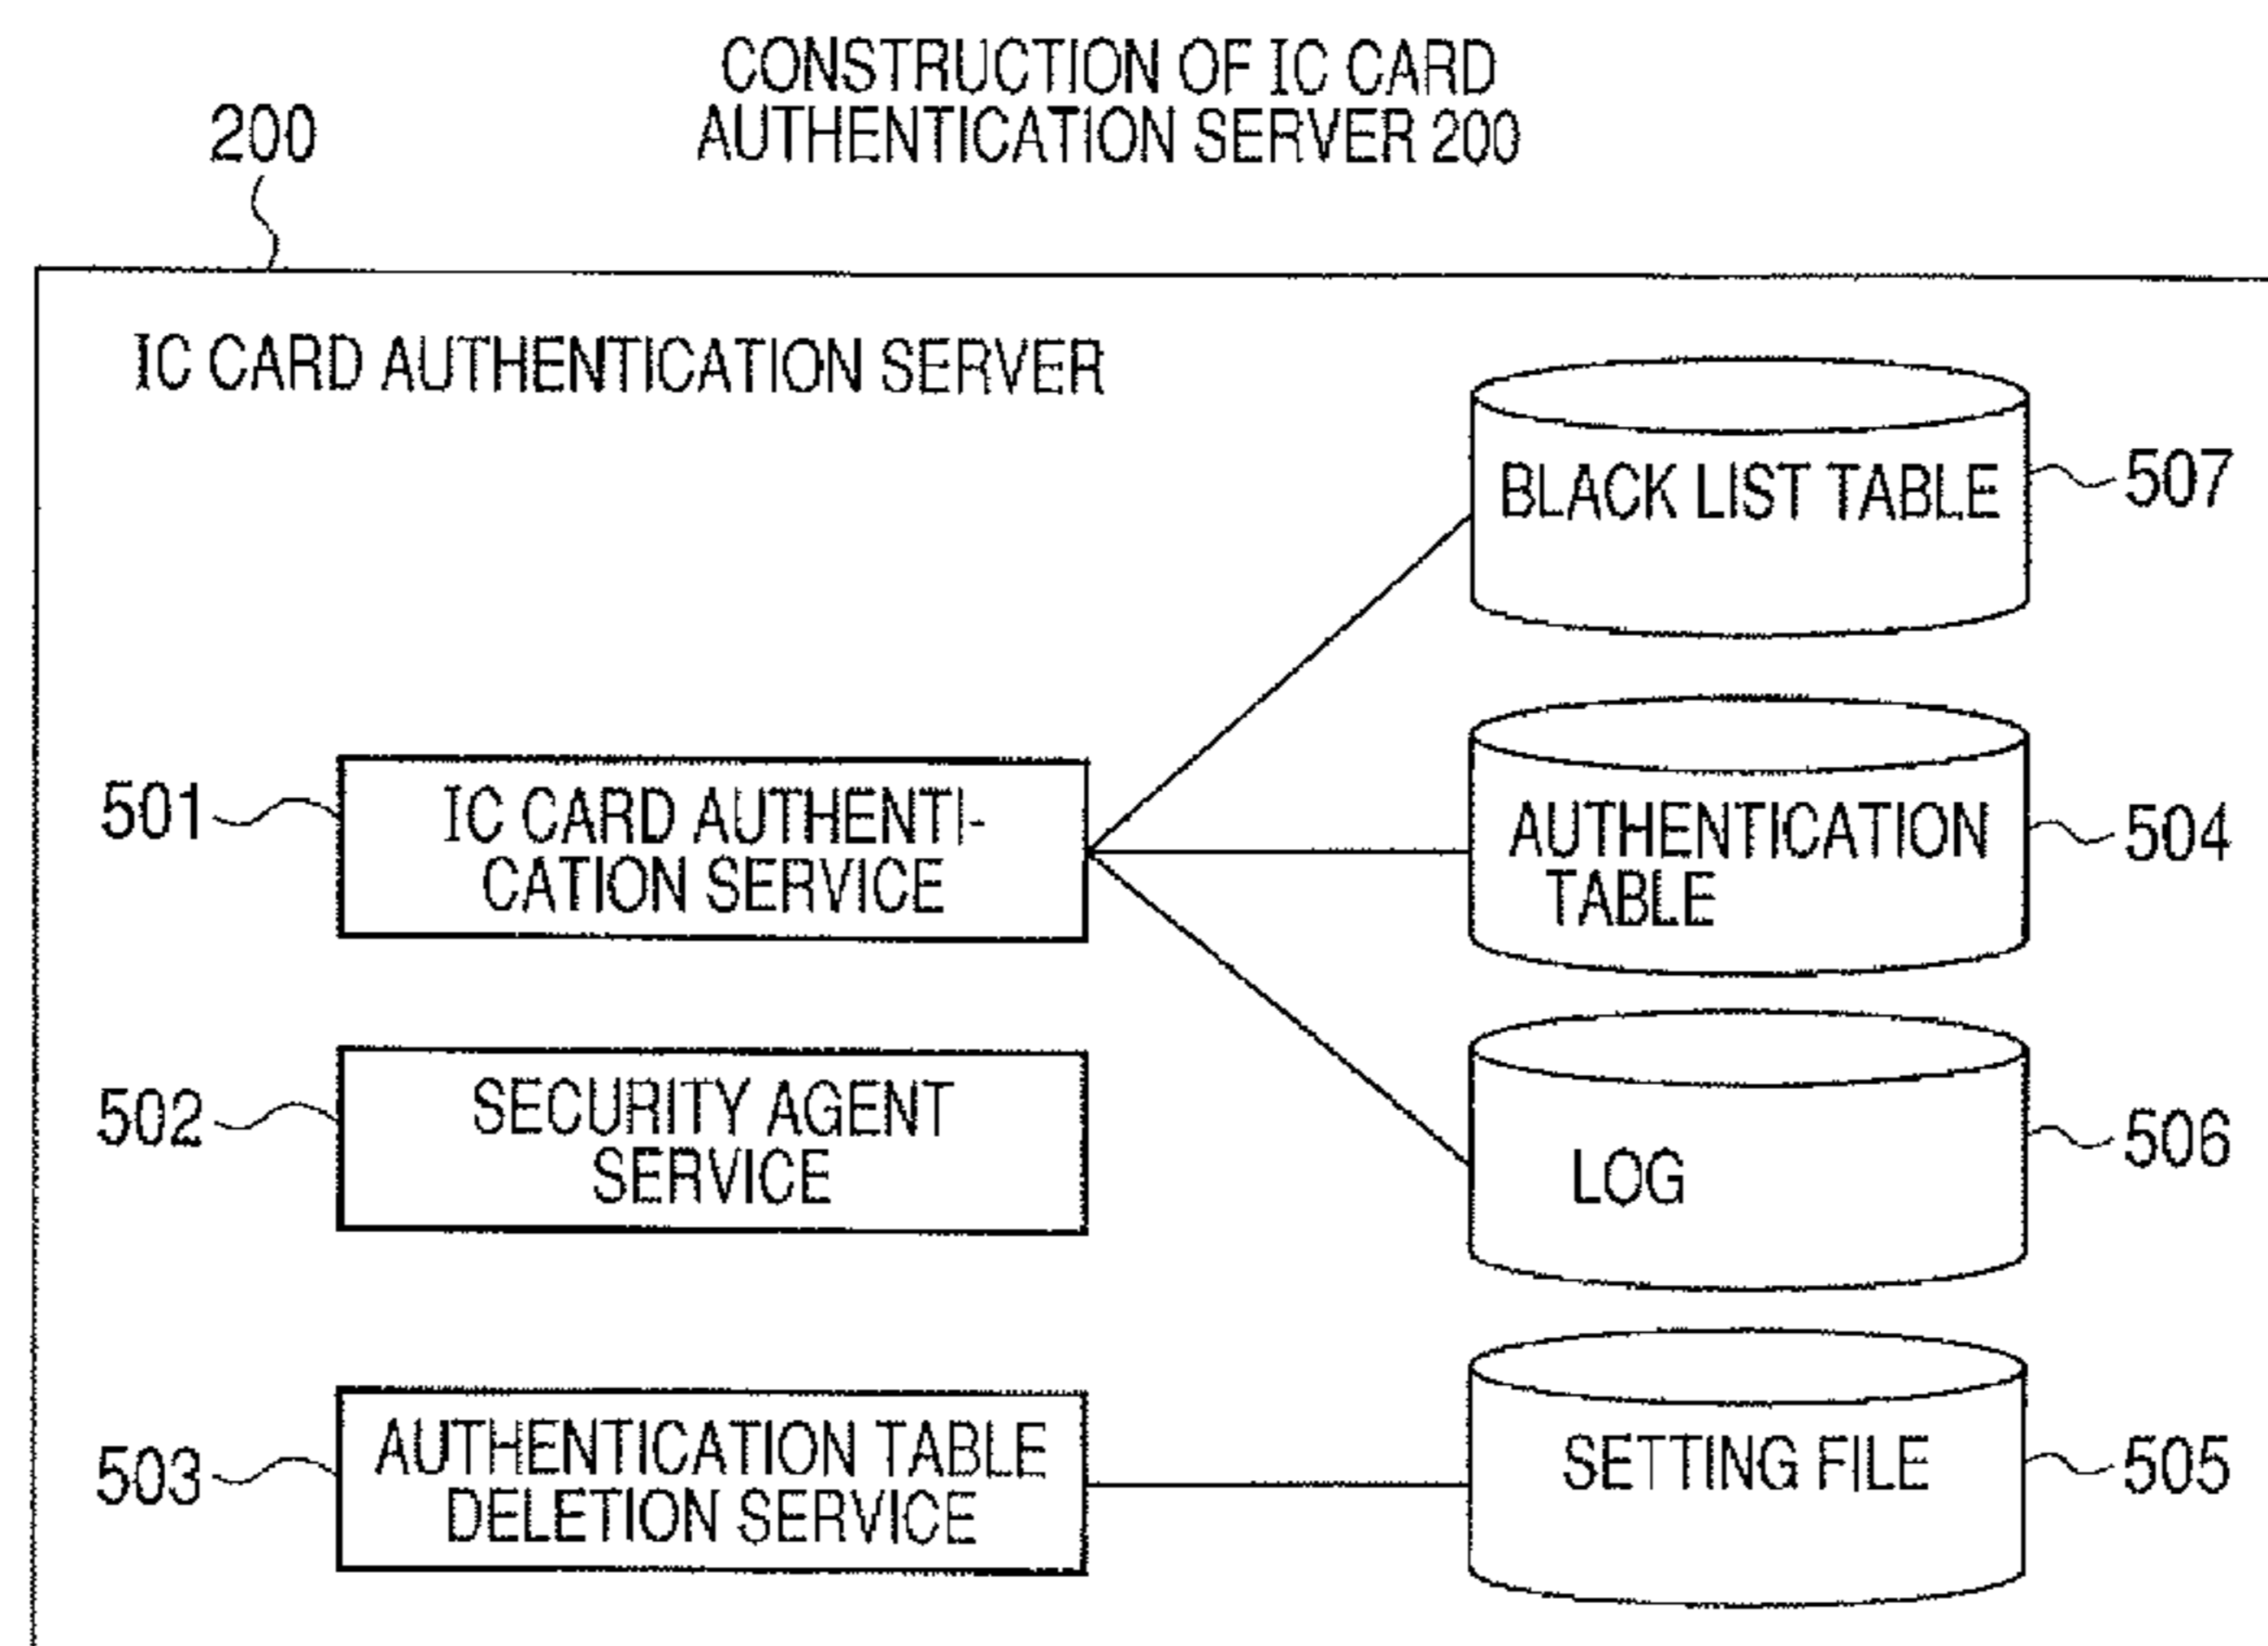 CONSTRUCTION OF IC CARD
AUTHENTICATION SERVER 200
200
IC CARD AUTHENTICATION SERVER
BLACK LIST TABLE
507
501
IC CARD AUTHENTI-
CATION SERVICE
AUTHENTICATION
TABLE
504
502
SECURITY AGENT
SERVICE
LOG
506
503
AUTHENTICATION TABLE
DELETION SERVICE
SETTING FILE
505